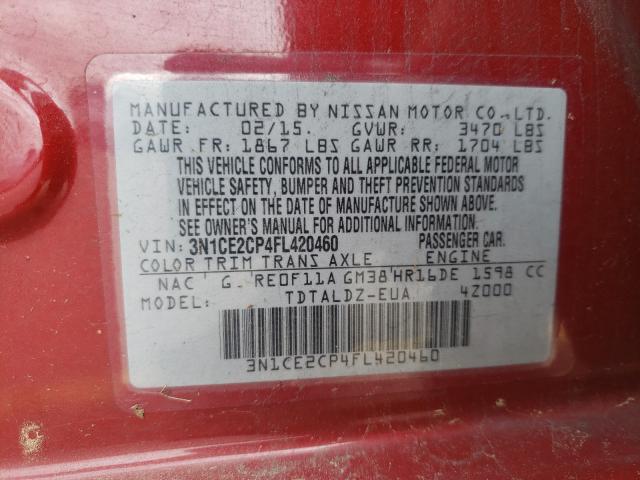 MANUFACTURED BY NISSAN MOTOR CO., LTD.
DATE: 02/15. GVWR: 3470 LBS
GAWR FR: 1867 LBS GAWR RR: 1704 LBS
THIS VEHICLE CONFORMS TO ALL APPLICABLE FEDERAL MOTOR
VEHICLE SAFETY, BUMPER AND THEFT PREVENTION STANDARDS
IN EFFECT ON THE DATE OF MANUFACTURE SHOWN ABOVE.
SEE OWNER'S MANUAL FOR ADDITIONAL INFORMATION.
VIN: 3N1CE2CP4FL420460 PASSENGER CAR.
COLOR TRIM TRANS AXLE ENGINE
NAC G RE0F11A GM38 HR16DE 1598 CC
MODEL: TDTALDZ-EUA 4Z000
3N1CE2CP4FL420460